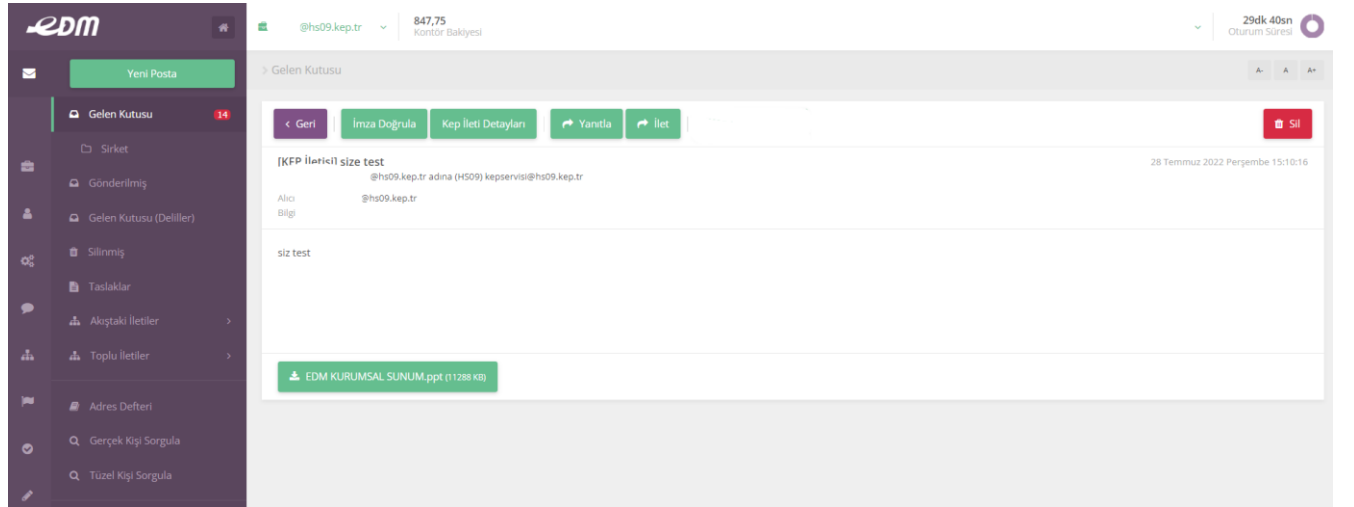 EDM
@hs09.kep.tr
847,75
Kontör Bakiyesi
29dk 40sn
Oturum Süresi
Yeni Posta
Gelen Kutusu 14
Sirket
Gönderilmiş
Gelen Kutusu (Deliller)
Silinmiş
Taslaklar
Akıştaki İletiler
Toplu İletiler
Adres Defteri
Gerçek Kişi Sorgula
Tüzel Kişi Sorgula
Gelen Kutusu
A- A A+
Geri İmza Doğrula Kep İleti Detayları Yanıtla İlet Sil
[KEP İletisi] size test
28 Temmuz 2022 Perşembe 15:10:16
@hs09.kep.tr adına (HS09) kepservisi@hs09.kep.tr
Alıcı @hs09.kep.tr
Bilgi
siz test
EDM KURUMSAL SUNUM.ppt (11288 KB)